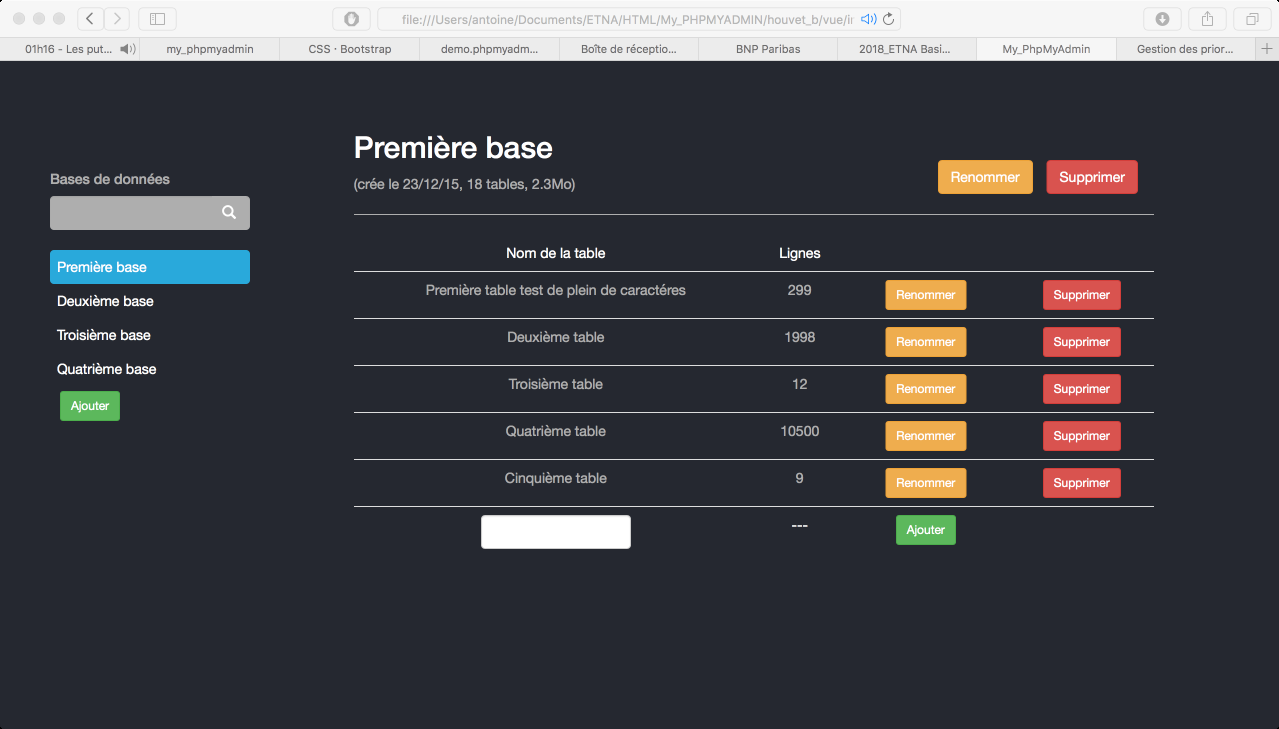 file:///Users/antoine/Documents/ETNA/HTML/My_PHPMYADMIN/houvet_b/vue/ir
01h16 - Les put... my_phpmyadmin CSS · Bootstrap demo.phpmyadm... Boîte de réceptio... BNP Paribas 2018_ETNA Basi... My_PhpMyAdmin Gestion des prior...
Bases de données
Première base
Deuxième base
Troisième base
Quatrième base
Ajouter
Première base
(crée le 23/12/15, 18 tables, 2.3Mo)
Renommer Supprimer
Nom de la table Lignes
Première table test de plein de caractéres 299 Renommer Supprimer
Deuxième table 1998 Renommer Supprimer
Troisième table 12 Renommer Supprimer
Quatrième table 10500 Renommer Supprimer
Cinquième table 9 Renommer Supprimer
--- Ajouter